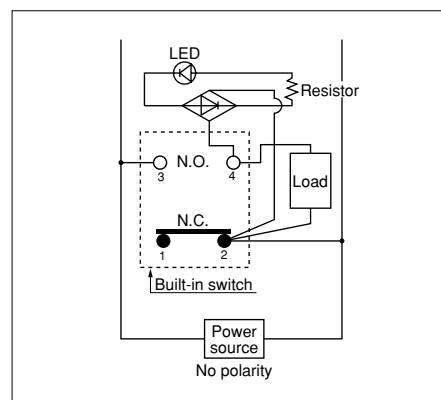 LED
Resistor
N.O.
3
4
Load
N.C.
1
2
Built-in switch
Power
source
No polarity